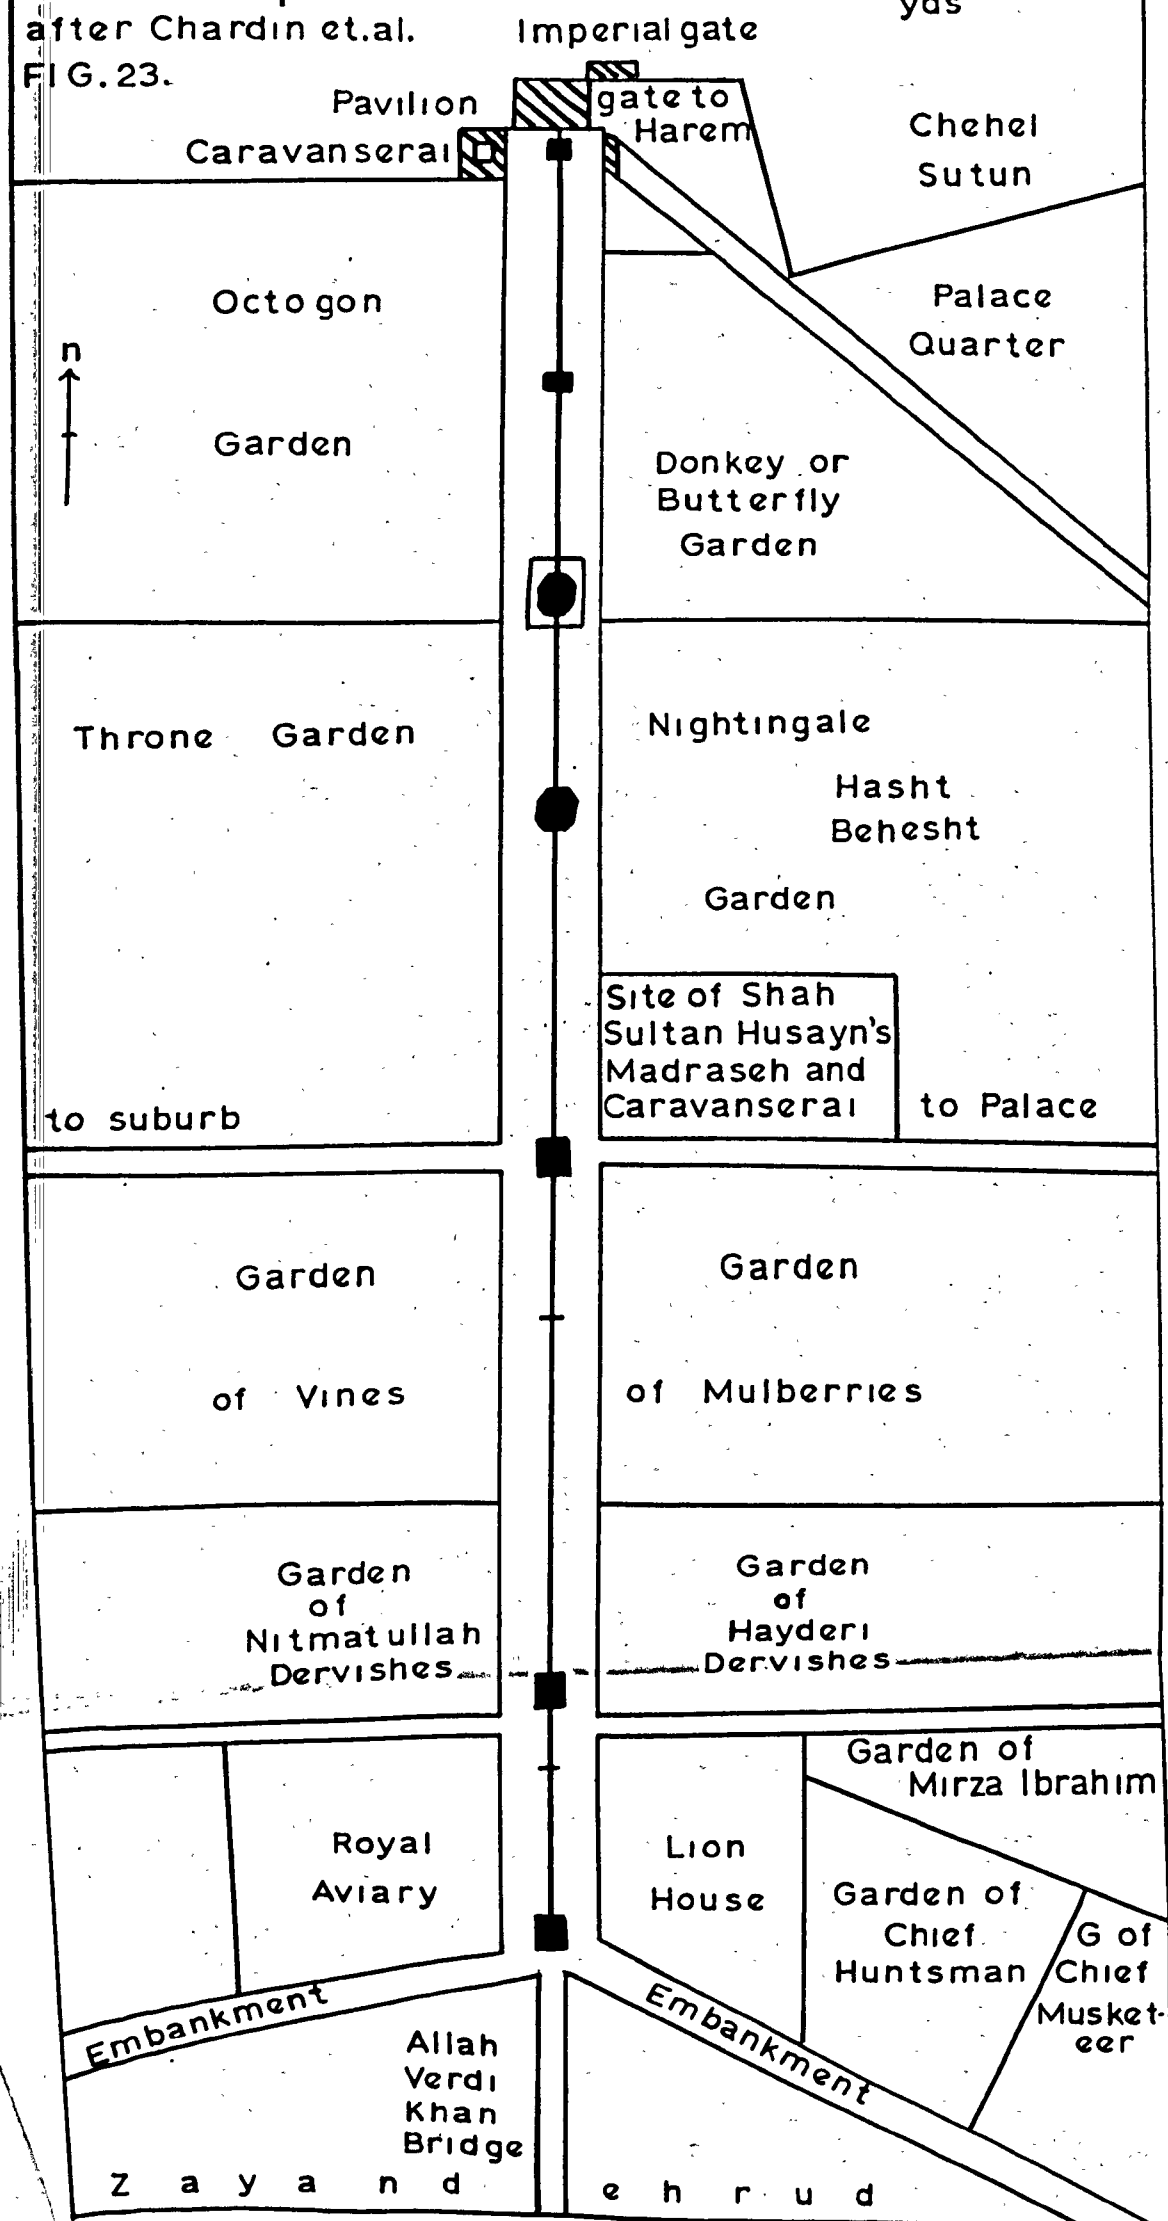 yds
after Chardin et.al.
FIG. 23.
Imperial gate
Pavilion
gate to
Harem
Caravanserai
Chehel
Sutun
Octogon
Garden
n
Palace
Quarter
Donkey or
Butterfly
Garden
Throne Garden
Nightingale
Hasht
Behesht
Garden
Site of Shah
Sultan Husayn's
Madraseh and
Caravanserai
to suburb
to Palace
Garden
of Vines
Garden
of Mulberries
Garden
of
Nitmatullah
Dervishes
Garden
of
Hayderi
Dervishes
Royal
Aviary
Lion
House
Garden of
Mirza Ibrahim
Garden of
Chief
Huntsman
G of
Chief
Musket-
eer
Embankment
Embankment
Allah
Verdi
Khan
Bridge
Zayandehrud